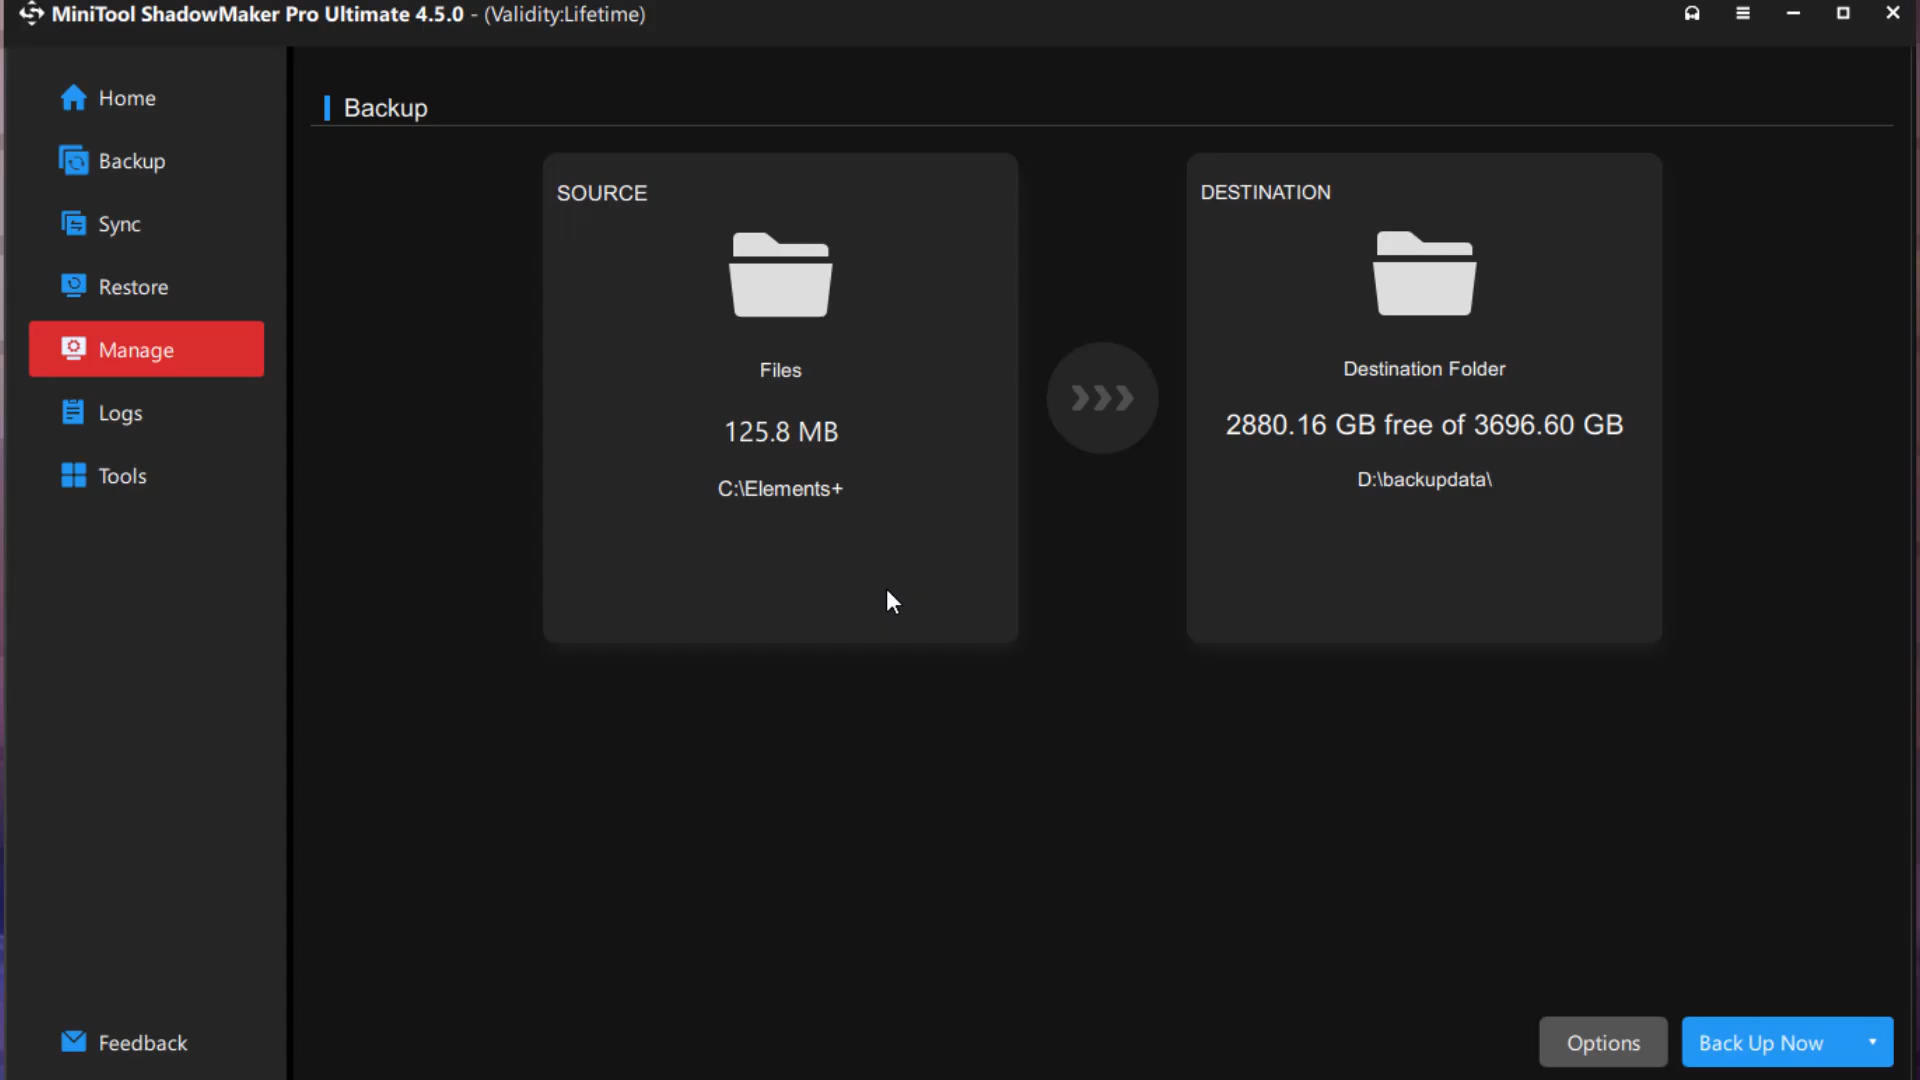 MiniTool ShadowMaker Pro Ultimate 4.5.0 - (Validity:Lifetime)
Home
Backup
Sync
Restore
Manage
Logs
Tools
Feedback
Backup
SOURCE
Files
125.8 MB
C:\Elements+
DESTINATION
Destination Folder
2880.16 GB free of 3696.60 GB
D:\backupdata\
Options
Back Up Now